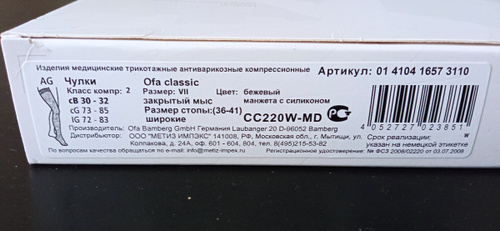 Изделия медицинские трикотажные антиварикозные компрессионные Артикул: 01 4104 1657 3110
AG Чулки Ofa classic
Класс компр: 2 Размер: VII Цвет: бежевый
cB 30 - 32 закрытый мыс манжета с силиконом
cG 73 - 85 Размер стопы:(36-41)
lG 72 - 83 широкие CC220W-MD
4 052727 023851
Производитель: Ofa Bamberg GmbH Германия Laubanger 20 D-96052 Bamberg
Дистрибьютор: ООО "МЕТИЗ ИМПЭКС" 141008, РФ, Московская обл., г. Мытищи, ул.
Колпакова, д. 24А, оф. 601 - 604, 804, т. 8(495)215-53-82
По вопросам качества обращаться по e-mail: info@metiz-impex.ru
Срок годности: w
указан на немецкой этикетке
Регистрационное удостоверение: № ФСЗ 2008/02220 от 03.07.2008